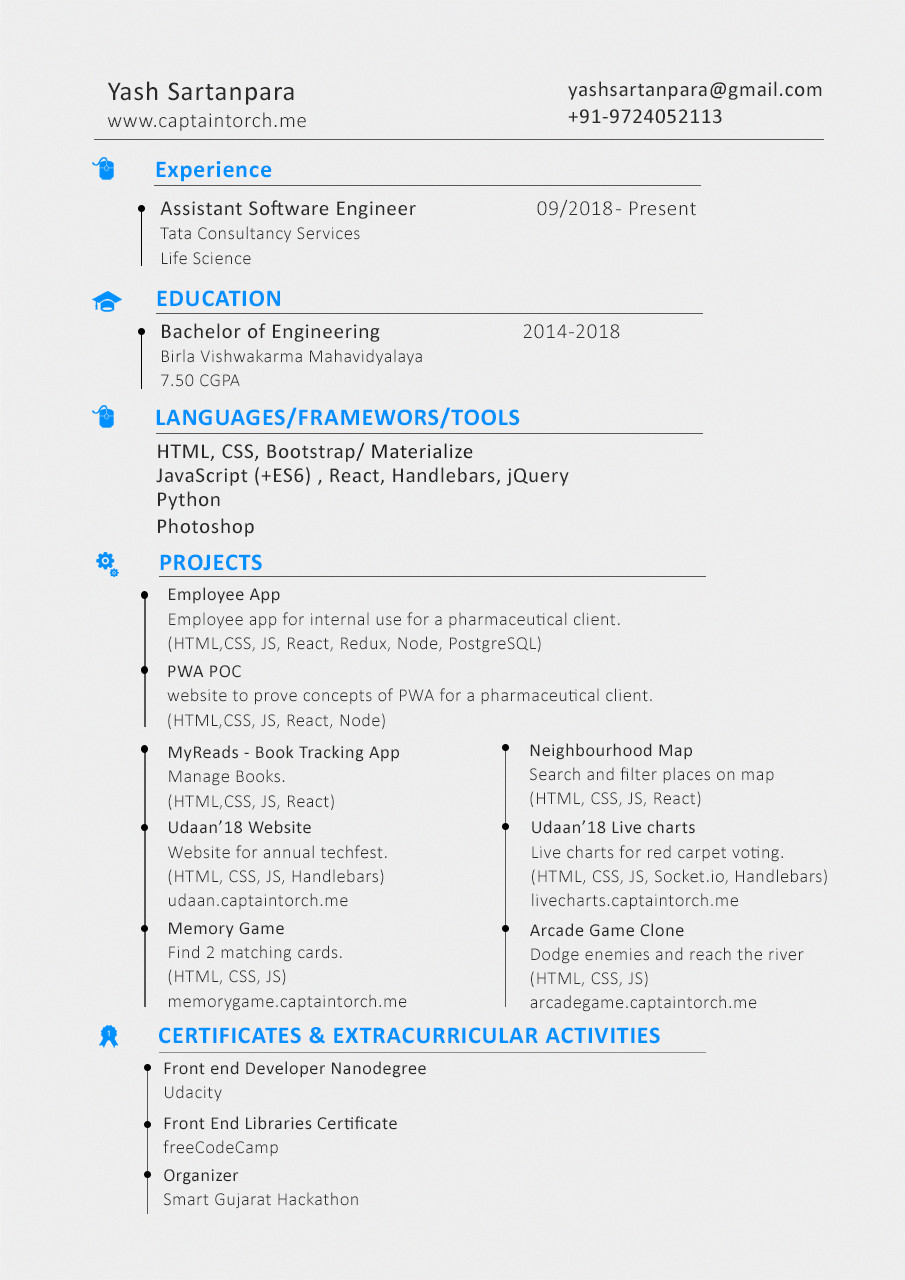 Yash Sartanpara
www.captaintorch.me
yashsartanpara@gmail.com
+91-9724052113
Experience
Assistant Software Engineer 09/2018- Present
Tata Consultancy Services
Life Science
EDUCATION
Bachelor of Engineering 2014-2018
Birla Vishwakarma Mahavidyalaya
7.50 CGPA
LANGUAGES/FRAMEWORS/TOOLS
HTML, CSS, Bootstrap/ Materialize
JavaScript (+ES6) , React, Handlebars, jQuery
Python
Photoshop
PROJECTS
Employee App
Employee app for internal use for a pharmaceutical client.
(HTML,CSS, JS, React, Redux, Node, PostgreSQL)
PWA POC
website to prove concepts of PWA for a pharmaceutical client.
(HTML,CSS, JS, React, Node)
MyReads - Book Tracking App
Manage Books.
(HTML,CSS, JS, React)
Udaan’18 Website
Website for annual techfest.
(HTML, CSS, JS, Handlebars)
udaan.captaintorch.me
Memory Game
Find 2 matching cards.
(HTML, CSS, JS)
memorygame.captaintorch.me
Neighbourhood Map
Search and filter places on map
(HTML, CSS, JS, React)
Udaan’18 Live charts
Live charts for red carpet voting.
(HTML, CSS, JS, Socket.io, Handlebars)
livecharts.captaintorch.me
Arcade Game Clone
Dodge enemies and reach the river
(HTML, CSS, JS)
arcadegame.captaintorch.me
1
CERTIFICATES & EXTRACURRICULAR ACTIVITIES
Front end Developer Nanodegree
Udacity
Front End Libraries Certificate
freeCodeCamp
Organizer
Smart Gujarat Hackathon